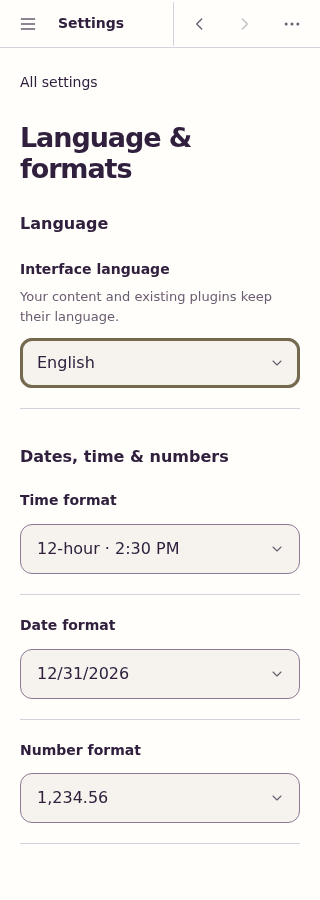 Settings
All settings
Language &
formats
Language
Interface language
Your content and existing plugins keep
their language.
English
Dates, time & numbers
Time format
12-hour · 2:30 PM
Date format
12/31/2026
Number format
1,234.56